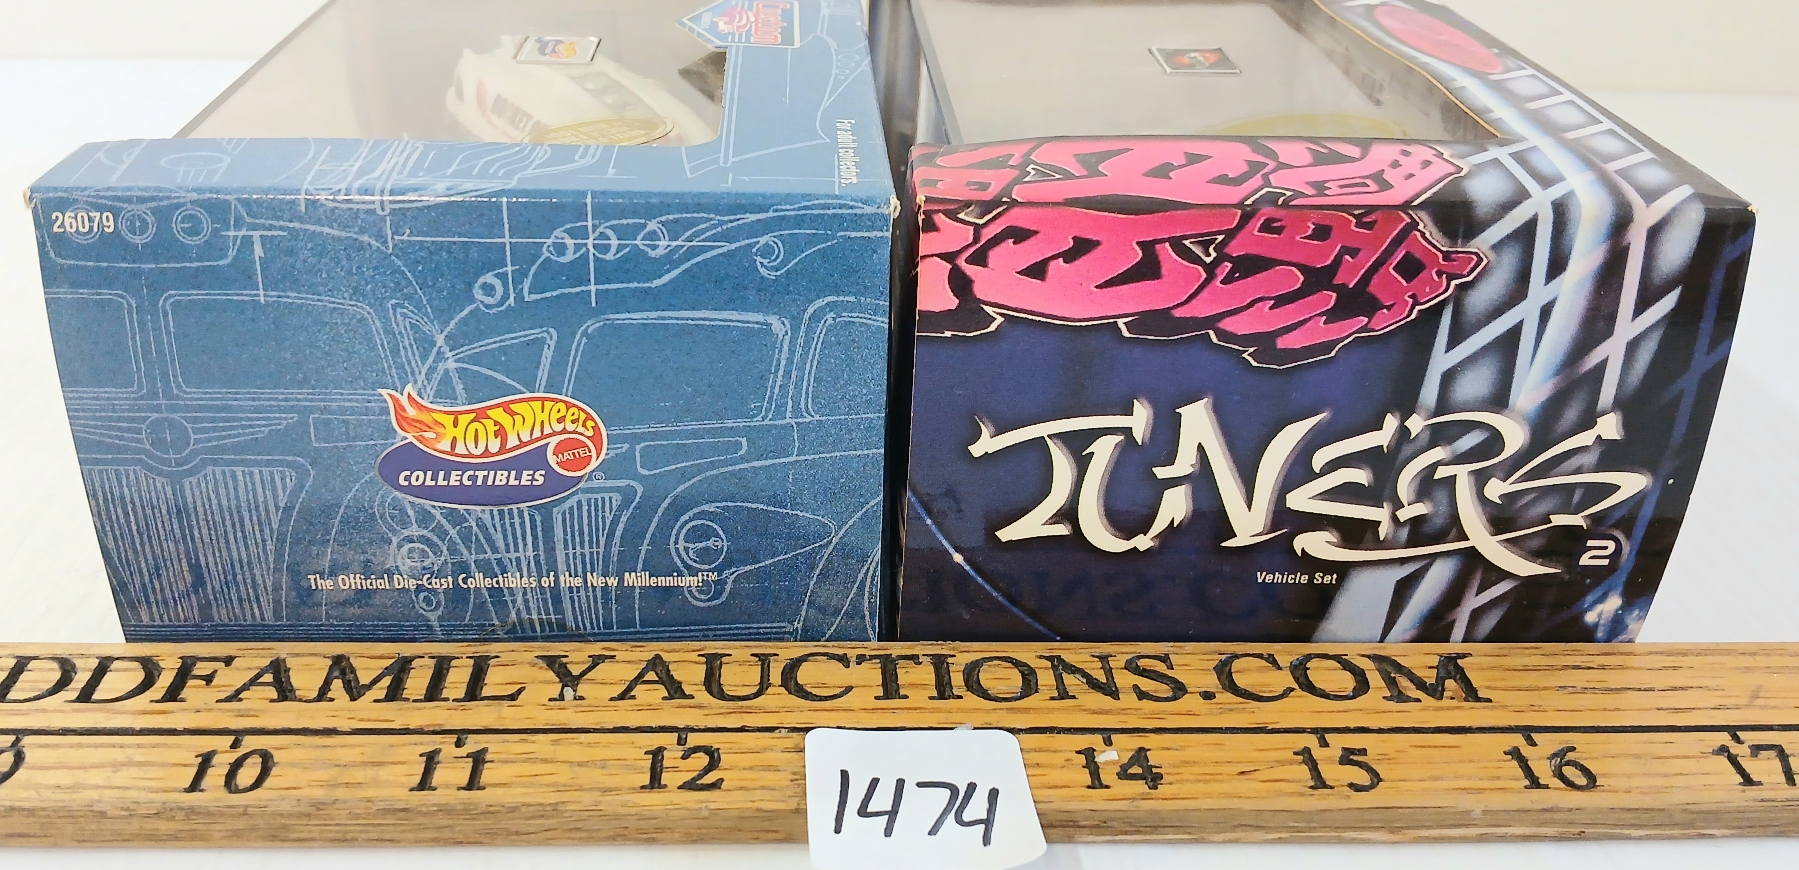 Custom
For adult collectors.
26079
Hot Wheels
MATTEL
COLLECTIBLES
®
The Official Die-Cast Collectibles of the New Millennium!™
TUNERS
2
Vehicle Set
DDFAMILYAUCTIONS.COM
10 11 12 14 15 16 17
1474